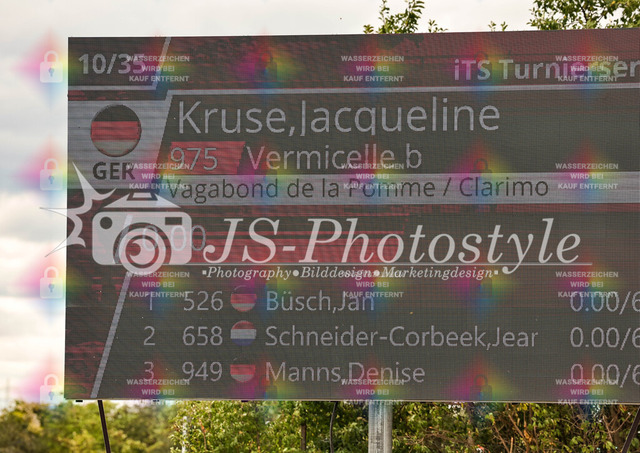 10/35
iTS Turnierser
Kruse,Jacqueline
GER
975 Vermicelle b
Vagabond de la Pomme / Clarimo
JS-Photostyle
•Photography•Bilddesign•Marketingdesign•
1 526 Büsch,Jan 0.00/6
2 658 Schneider-Corbeek,Jear 0.00/6
3 949 Manns,Denise 0.00/6
WASSERZEICHEN
WIRD BEI
KAUF ENTFERNT